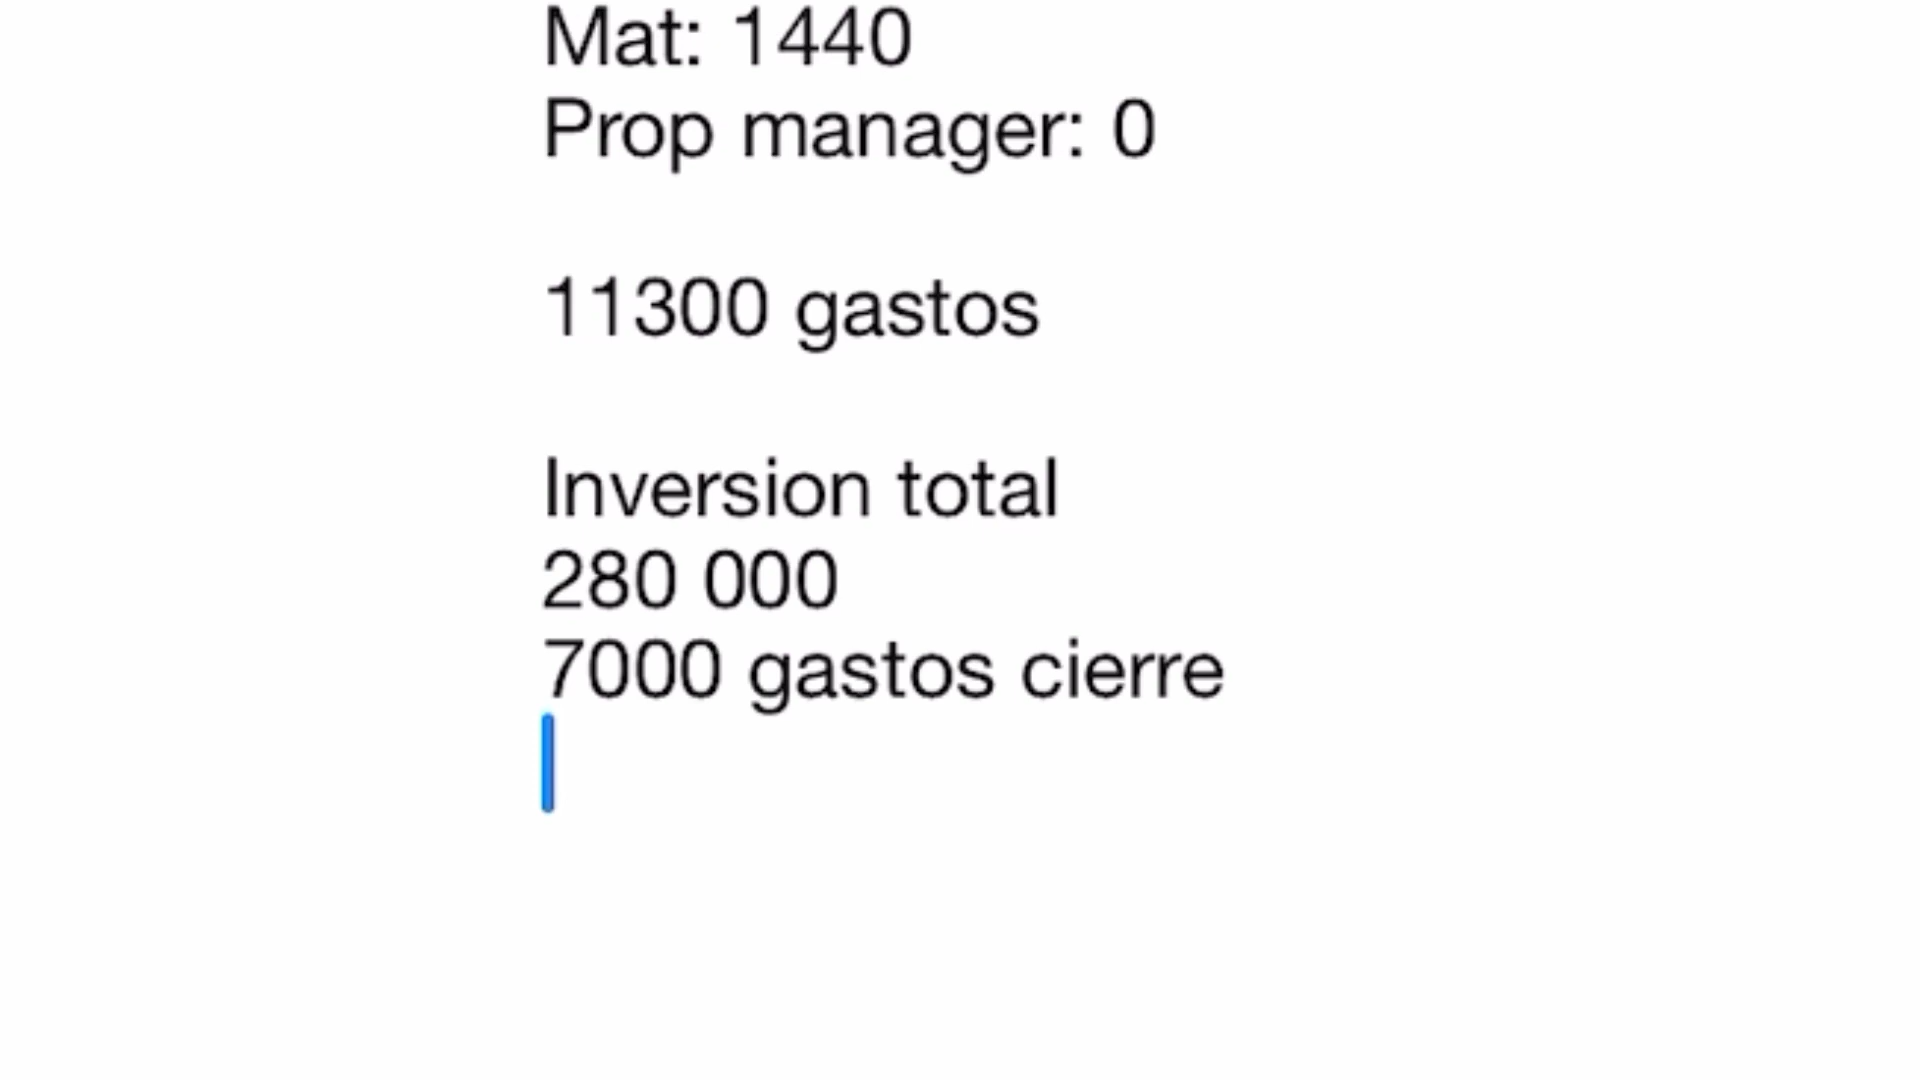 Mat: 1440
Prop manager: 0
11300 gastos
Inversion total
280 000
7000 gastos cierre